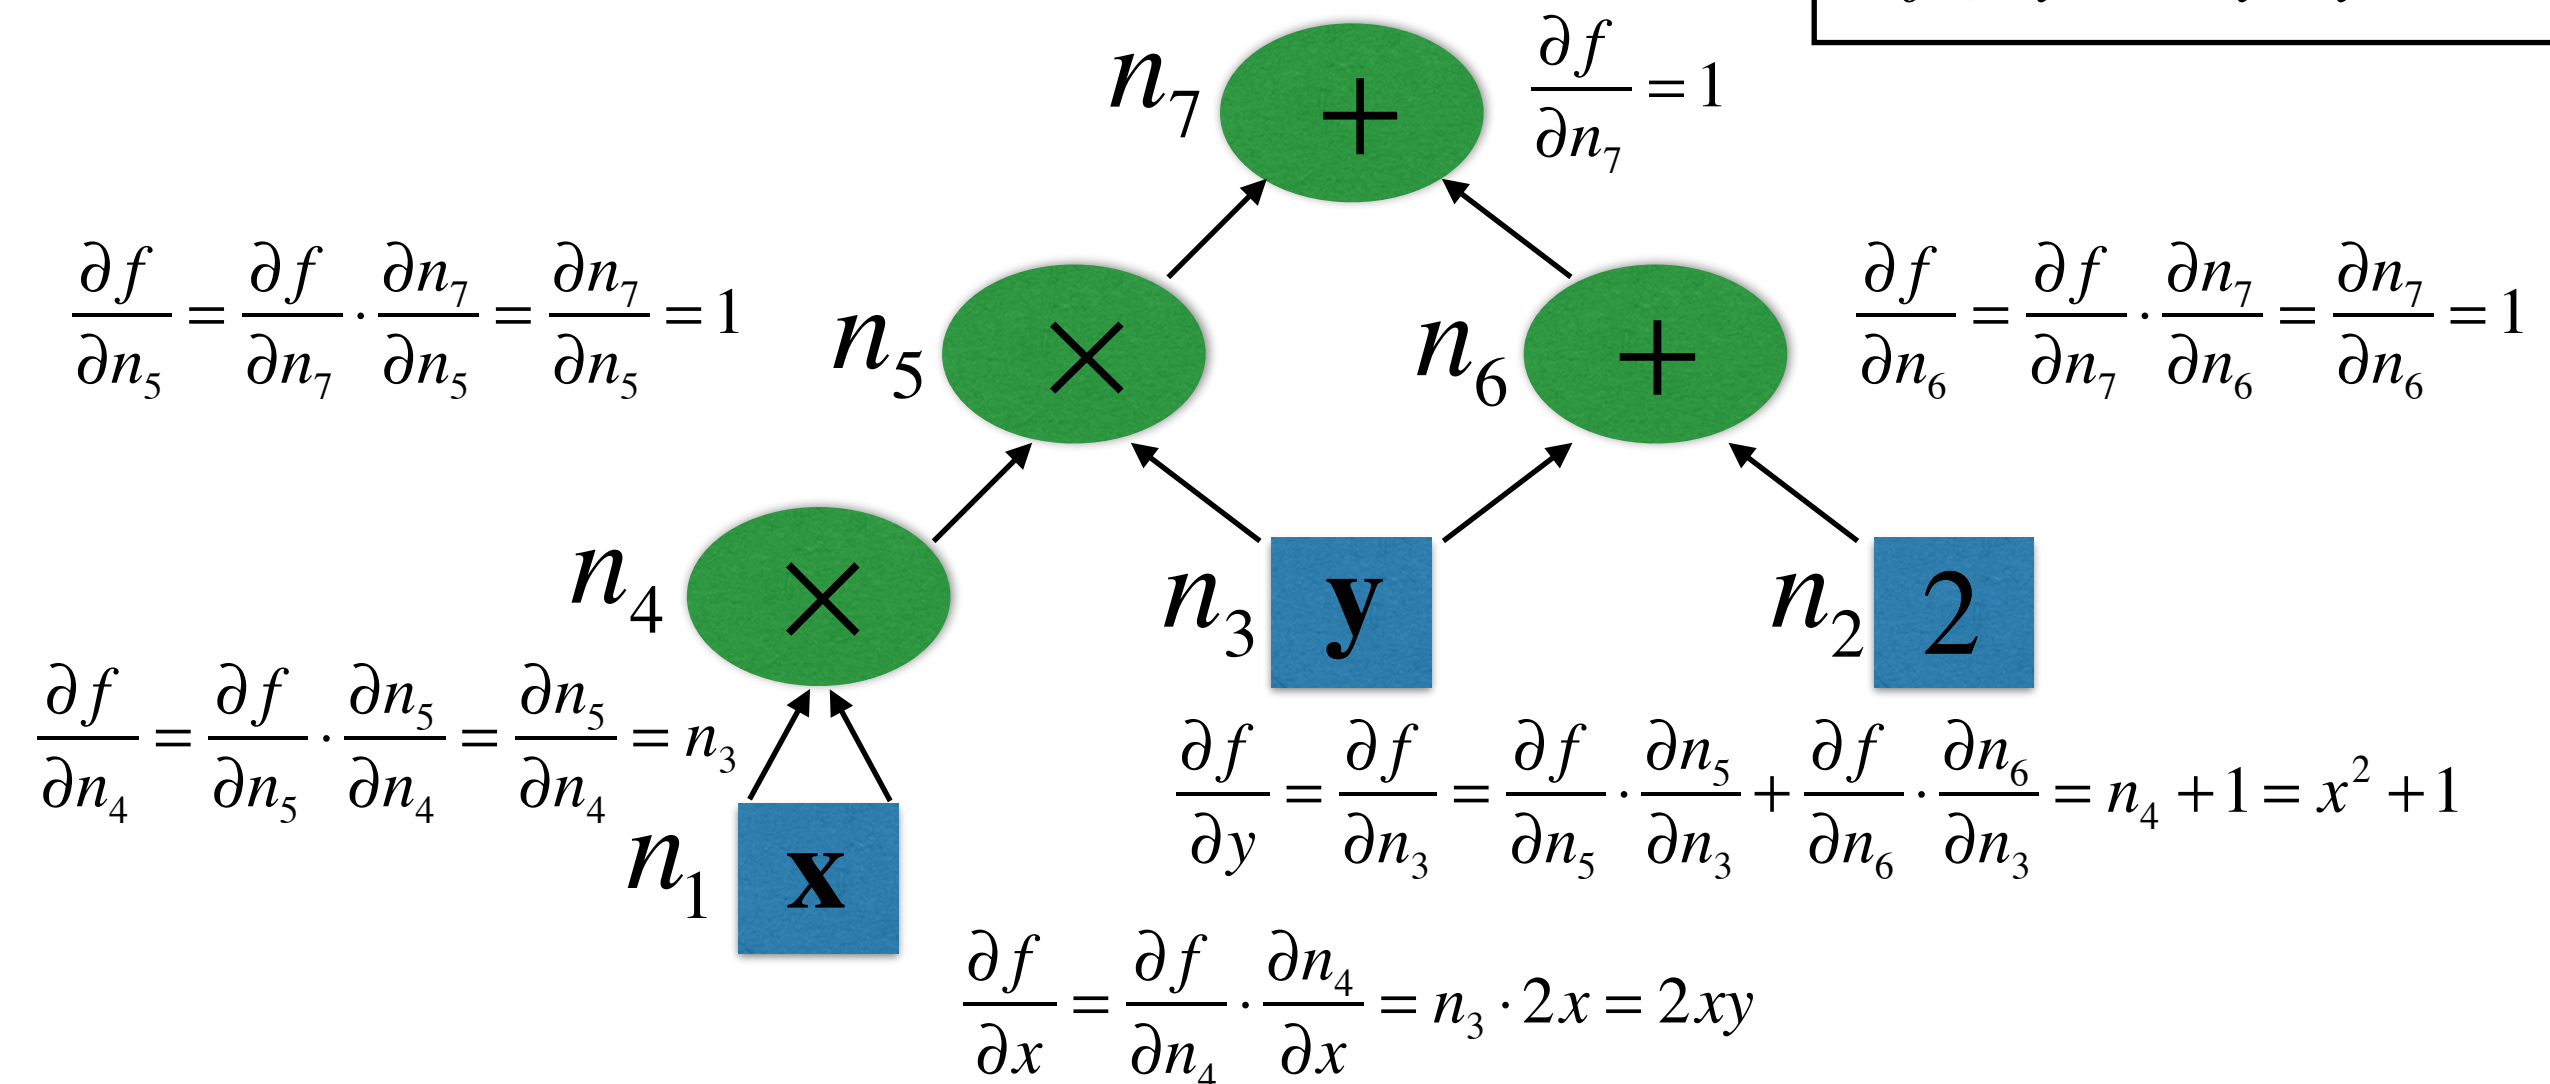 n₇ + ∂f/∂n₇ = 1
∂f/∂n₅ = ∂f/∂n₇ · ∂n₇/∂n₅ = ∂n₇/∂n₅ = 1
n₅ ×
n₆ +
∂f/∂n₆ = ∂f/∂n₇ · ∂n₇/∂n₆ = ∂n₇/∂n₆ = 1
n₄ ×
n₃ y
n₂ 2
∂f/∂n₄ = ∂f/∂n₅ · ∂n₅/∂n₄ = ∂n₅/∂n₄ = n₃
∂f/∂y = ∂f/∂n₃ = ∂f/∂n₅ · ∂n₅/∂n₃ + ∂f/∂n₆ · ∂n₆/∂n₃ = n₄ + 1 = x² + 1
n₁ x
∂f/∂x = ∂f/∂n₄ · ∂n₄/∂x = n₃ · 2x = 2xy